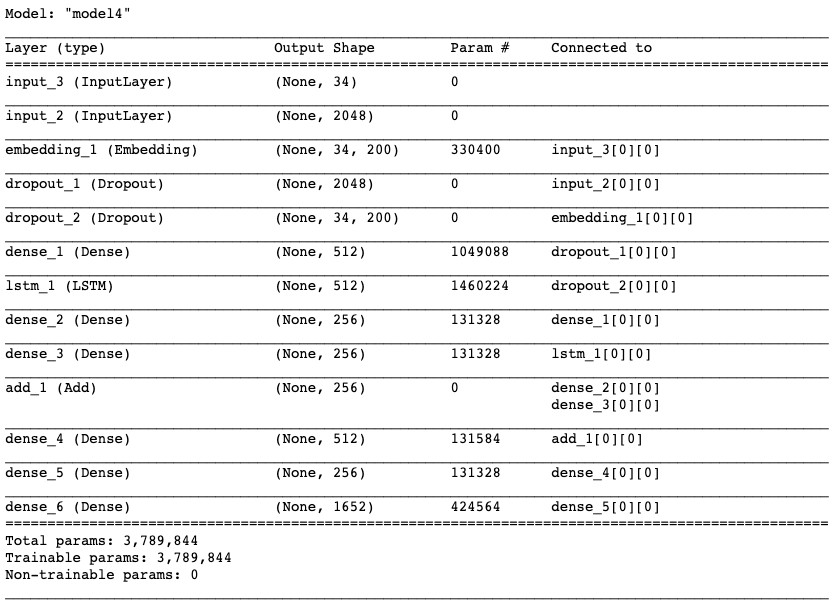 Model: "model4"
Layer (type) Output Shape Param # Connected to
input_3 (InputLayer) (None, 34) 0
input_2 (InputLayer) (None, 2048) 0
embedding_1 (Embedding) (None, 34, 200) 330400 input_3[0][0]
dropout_1 (Dropout) (None, 2048) 0 input_2[0][0]
dropout_2 (Dropout) (None, 34, 200) 0 embedding_1[0][0]
dense_1 (Dense) (None, 512) 1049088 dropout_1[0][0]
lstm_1 (LSTM) (None, 512) 1460224 dropout_2[0][0]
dense_2 (Dense) (None, 256) 131328 dense_1[0][0]
dense_3 (Dense) (None, 256) 131328 lstm_1[0][0]
add_1 (Add) (None, 256) 0 dense_2[0][0]
dense_3[0][0]
dense_4 (Dense) (None, 512) 131584 add_1[0][0]
dense_5 (Dense) (None, 256) 131328 dense_4[0][0]
dense_6 (Dense) (None, 1652) 424564 dense_5[0][0]
Total params: 3,789,844
Trainable params: 3,789,844
Non-trainable params: 0